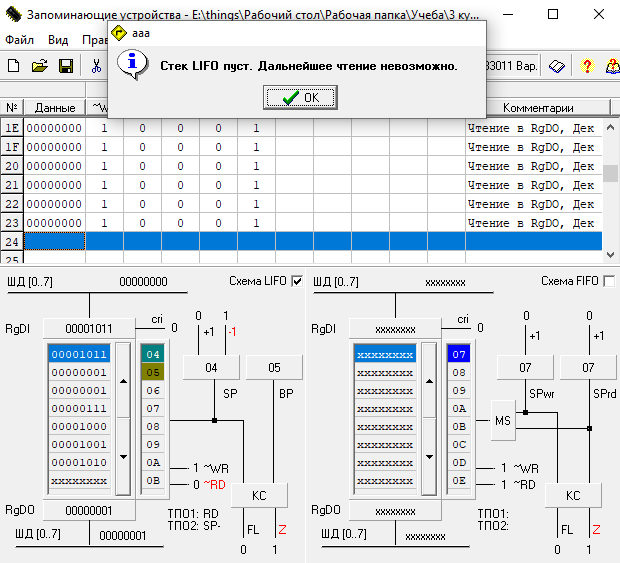 Запоминающие устройства - E:\things\Рабочий стол\Рабочая папка\Учеба\3 ку...
Файл Вид Прав
aaa
Стек LIFO пуст. Дальнейшее чтение невозможно.
OK
33011 Вар.
№ Данные ~W Комментарии
1E 00000000 1 0 0 0 1 Чтение в RgDO, Дек
1F 00000000 1 0 0 0 1 Чтение в RgDO, Дек
20 00000000 1 0 0 0 1 Чтение в RgDO, Дек
21 00000000 1 0 0 0 1 Чтение в RgDO, Дек
22 00000000 1 0 0 0 1 Чтение в RgDO, Дек
23 00000000 1 0 0 0 1 Чтение в RgDO, Дек
24
25
ШД [0..7] 00000000 Схема LIFO
RgDI 00001011 cri 0
0 1
+1 -1
00001011 04
00000001 05
00000001 06
00000111 07
00001000 08
00001001 09
00001010 0A
xxxxxxxx 0B
04 05
SP BP
1 ~WR
0 ~RD
КС
RgDO 00000001
ТПО1: RD
ТПО2: SP-
FL Z
ШД [0..7] 00000001
0 1
ШД [0..7] xxxxxxxx Схема FIFO
RgDI xxxxxxxx cri 0
0 0
+1 +1
xxxxxxxx 07
xxxxxxxx 08
xxxxxxxx 09
xxxxxxxx 0A
xxxxxxxx 0B
xxxxxxxx 0C
xxxxxxxx 0D
xxxxxxxx 0E
07 07
SPwr SPrd
MS
1 ~WR
1 ~RD
КС
RgDO xxxxxxxx
ТПО1:
ТПО2:
FL Z
ШД [0..7] xxxxxxxx
0 1